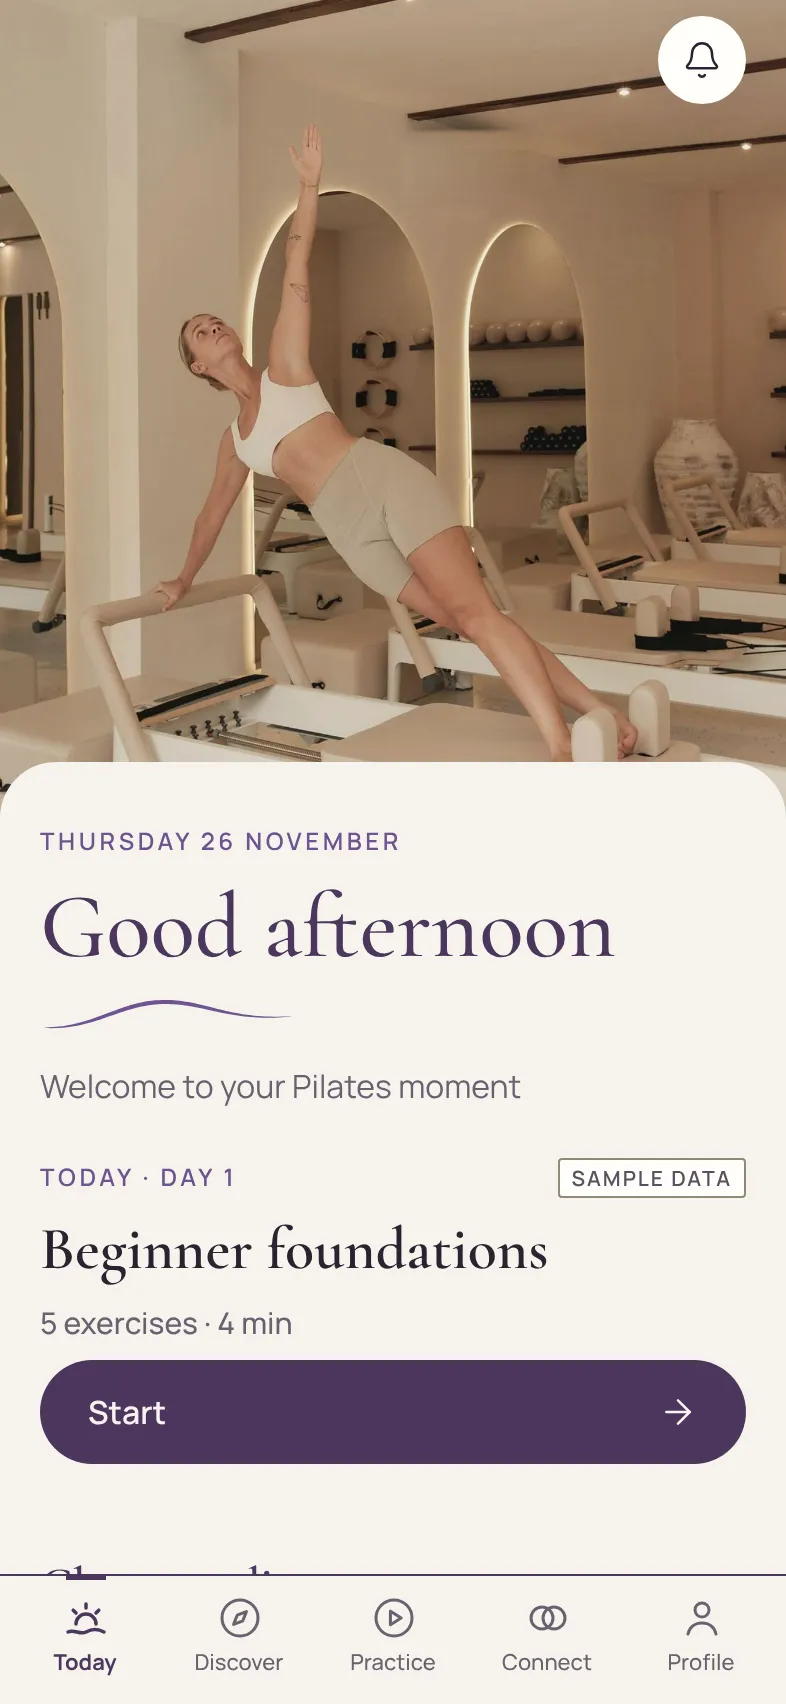 THURSDAY 26 NOVEMBER
Good afternoon
Welcome to your Pilates moment
TODAY · DAY 1
SAMPLE DATA
Beginner foundations
5 exercises · 4 min
Start
Today
Discover
Practice
Connect
Profile